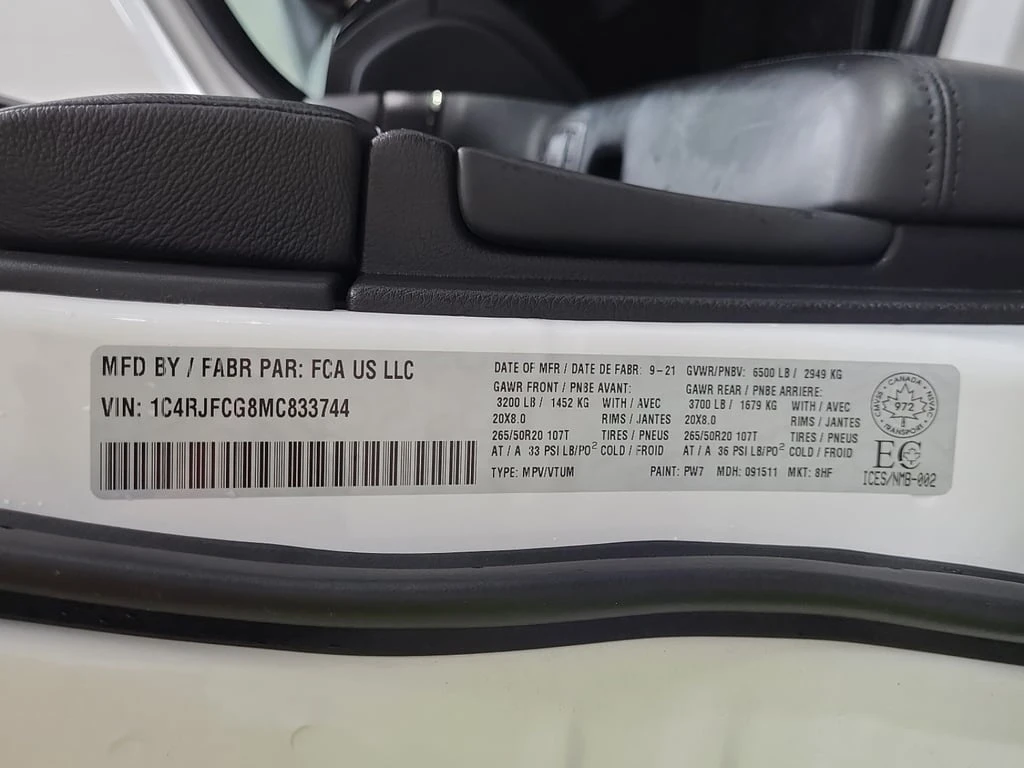 MFD BY / FABR PAR: FCA US LLC
VIN: 1C4RJFCG8MC833744
DATE OF MFR / DATE DE FABR: 9-21 GVWR/PNBV: 6500 LB / 2949 KG
GAWR FRONT / PNBE AVANT:
3200 LB / 1452 KG WITH / AVEC
20X8.0 RIMS / JANTES
265/50R20 107T TIRES / PNEUS
AT / A 33 PSI LB/PO² COLD / FROID
GAWR REAR / PNBE ARRIERE:
3700 LB / 1679 KG WITH / AVEC
20X8.0 RIMS / JANTES
265/50R20 107T TIRES / PNEUS
AT / A 36 PSI LB/PO² COLD / FROID
TYPE: MPV/VTUM PAINT: PW7 MDH: 091511 MKT: 8HF
CANADA
CMVSS
NSVAC
972
TRANSPORT
EC
ICES/NMB-002